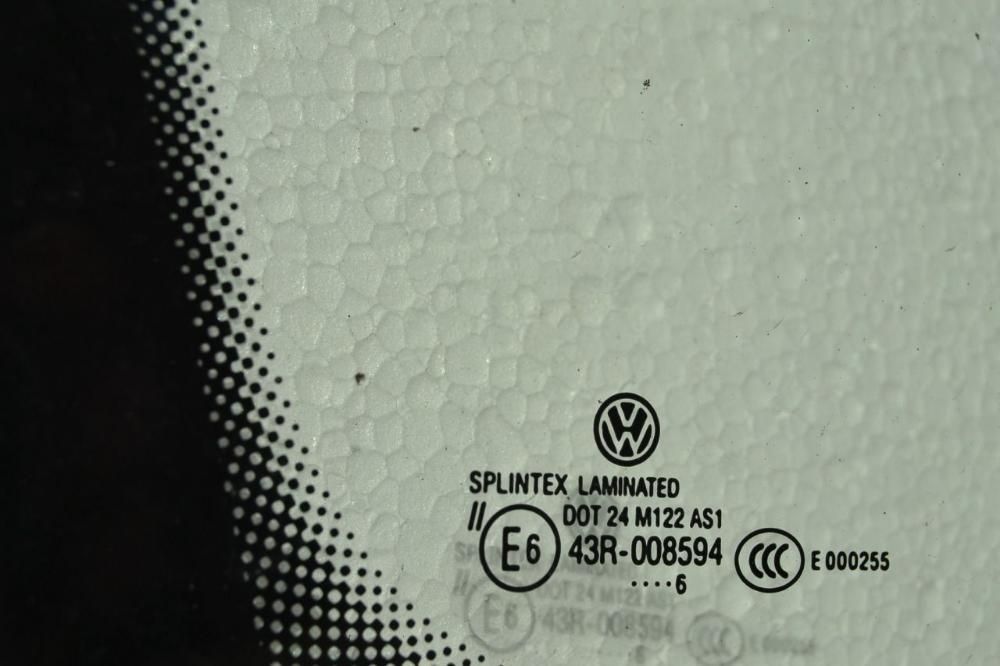 SPLINTEX LAMINATED
// DOT 24 M122 AS1
E6 43R-008594 CCC E 000255
....6